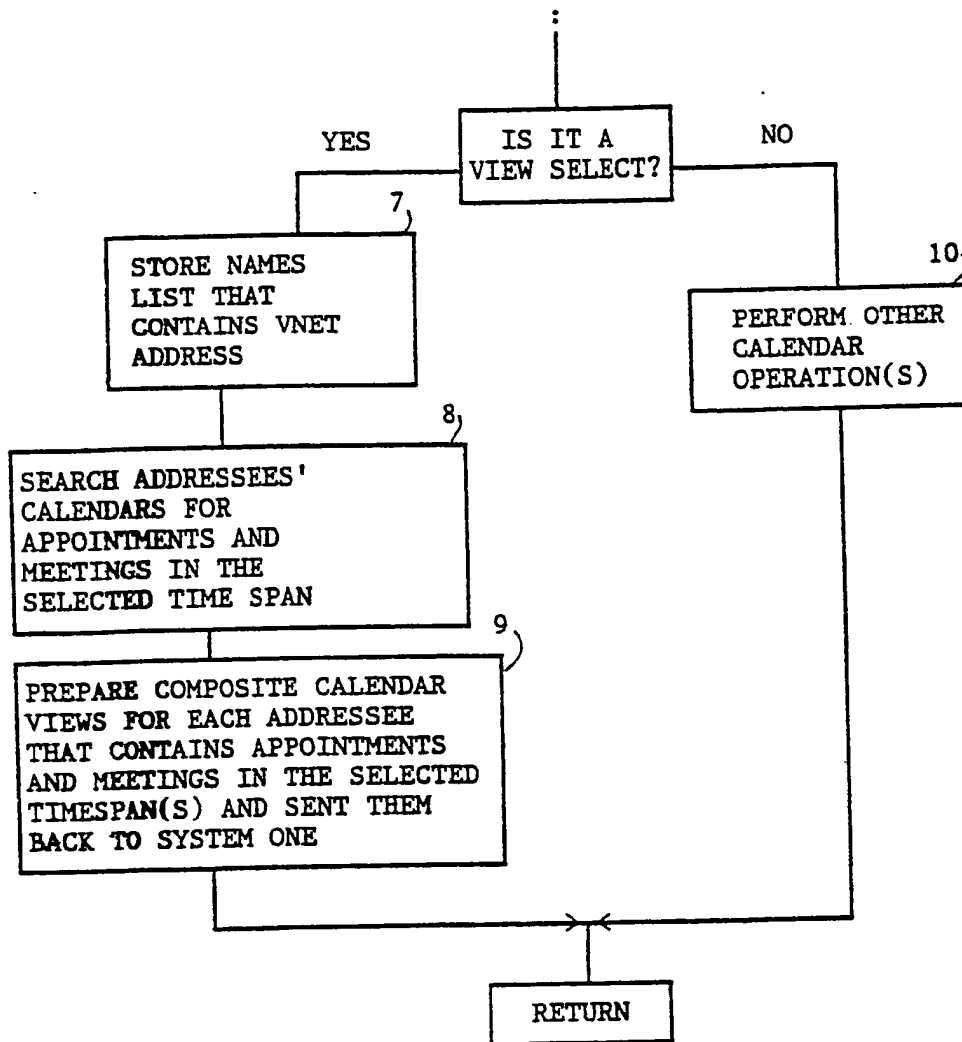 :
IS IT A
VIEW SELECT?
YES
NO
7
STORE NAMES
LIST THAT
CONTAINS VNET
ADDRESS
10
PERFORM OTHER
CALENDAR
OPERATION(S)
8
SEARCH ADDRESSEES'
CALENDARS FOR
APPOINTMENTS AND
MEETINGS IN THE
SELECTED TIME SPAN
9
PREPARE COMPOSITE CALENDAR
VIEWS FOR EACH ADDRESSEE
THAT CONTAINS APPOINTMENTS
AND MEETINGS IN THE SELECTED
TIMESPAN(S) AND SENT THEM
BACK TO SYSTEM ONE
RETURN